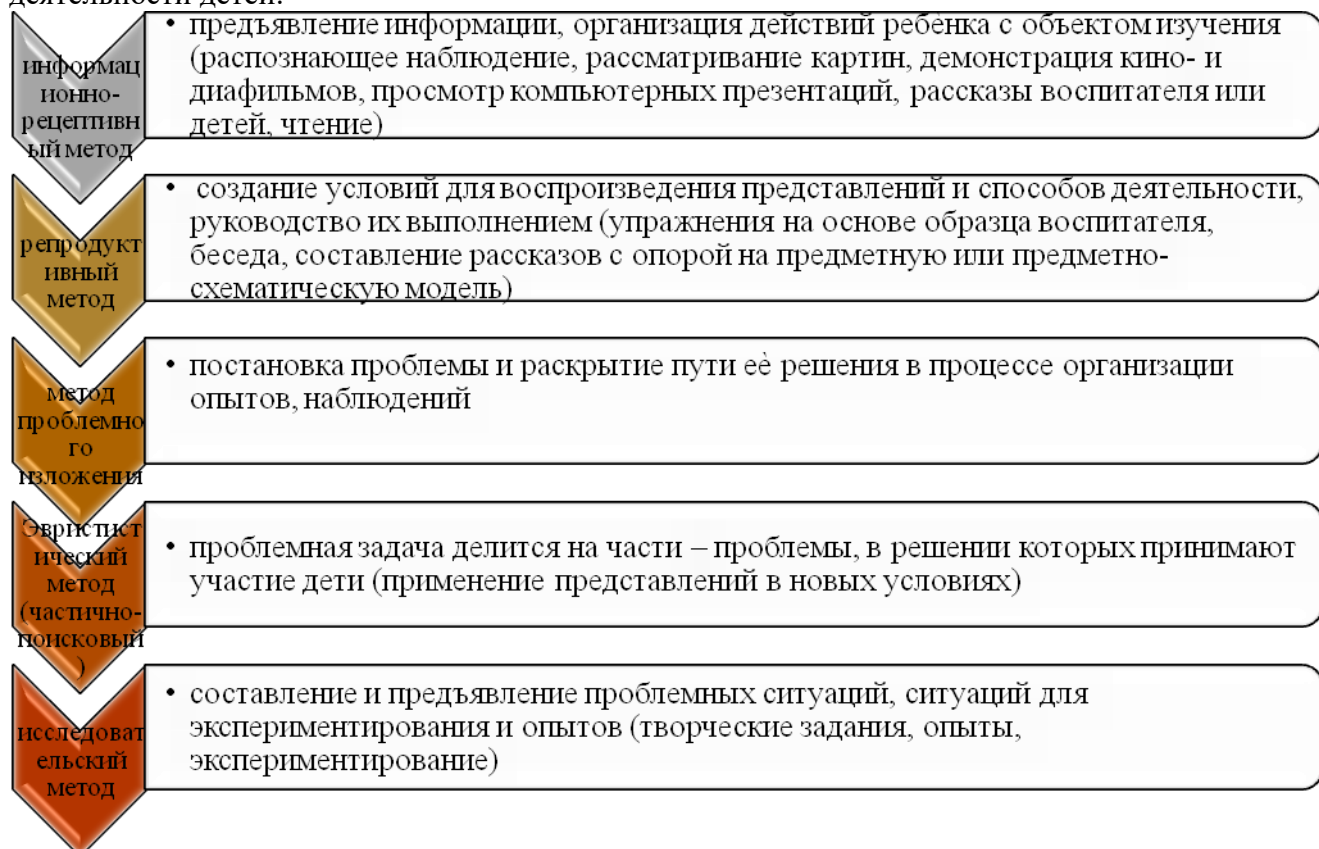 деятельности детей:
информац
ионно-
рецептивн
ый метод
• предъявление информации, организация действий ребѐнка с объектом изучения
(распознающее наблюдение, рассматривание картин, демонстрация кино- и
диафильмов, просмотр компьютерных презентаций, рассказы воспитателя или
детей, чтение)
репродукт
ивный
метод
• создание условий для воспроизведения представлений и способов деятельности,
руководство их выполнением (упражнения на основе образца воспитателя,
беседа, составление рассказов с опорой на предметную или предметно-
схематическую модель)
метод
проблемно
го
изложения
• постановка проблемы и раскрытие пути еѐ решения в процессе организации
опытов, наблюдений
Эвристист
ический
метод
(частично-
поисковый
)
• проблемная задача делится на части – проблемы, в решении которых принимают
участие дети (применение представлений в новых условиях)
исследоват
ельский
метод
• составление и предъявление проблемных ситуаций, ситуаций для
экспериментирования и опытов (творческие задания, опыты,
экспериментирование)